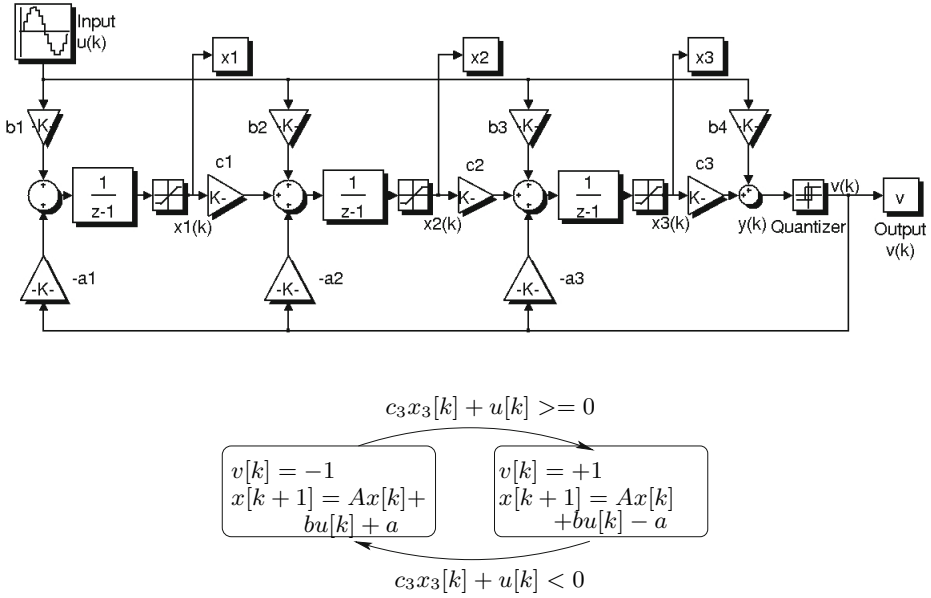 Input
u(k)
x1
x2
x3
b1
-K-
b2
-K-
b3
-K-
b4
-K-
c1
c2
c3
1
z-1
K-
1
z-1
K-
1
z-1
K-
v(k)
v
x1(k)
x2(k)
x3(k)
y(k)
Quantizer
Output
v(k)
-K-
-a1
-K-
-a2
-K-
-a3
c₃x₃[k] + u[k] >= 0
v[k] = −1
x[k + 1] = Ax[k]+
bu[k] + a
v[k] = +1
x[k + 1] = Ax[k]
+bu[k] − a
c₃x₃[k] + u[k] < 0